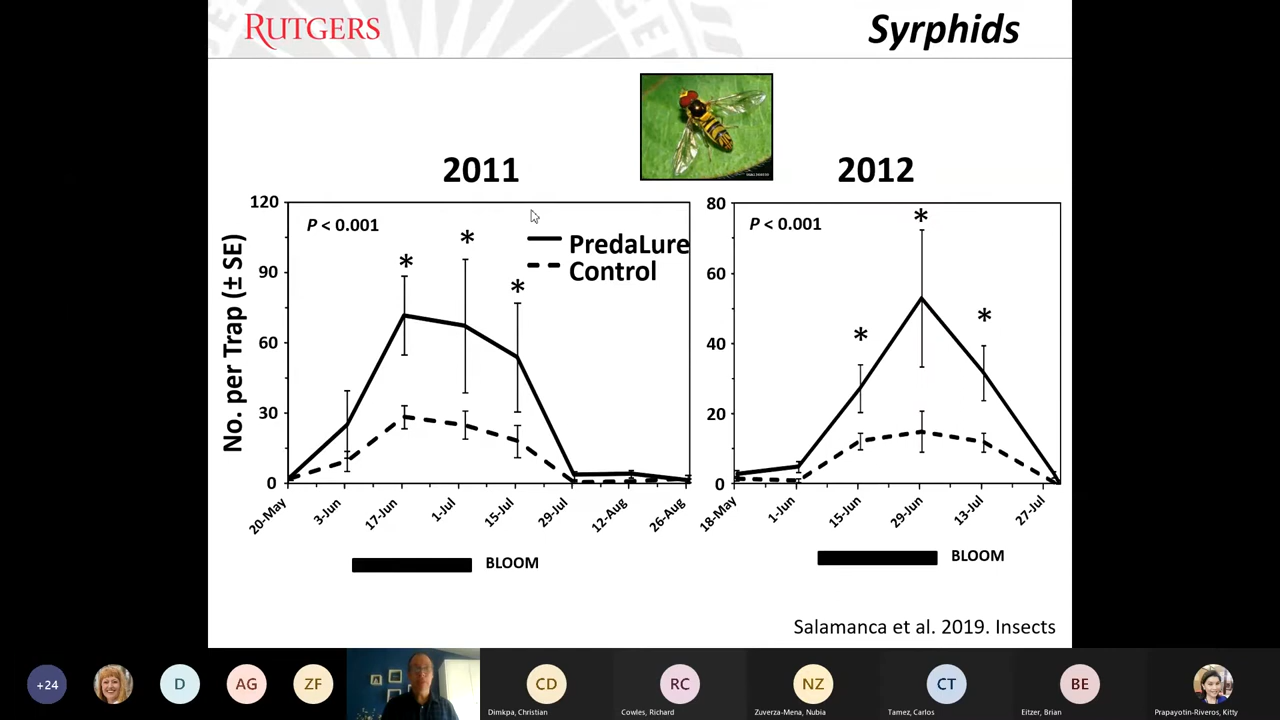 RUTGERS
Syrphids
2011
2012
120
90
60
30
0
No. per Trap (± SE)
P < 0.001
*
*
*
PredaLure
Control
20-May
3-Jun
17-Jun
1-Jul
15-Jul
29-Jul
12-Aug
26-Aug
BLOOM
80
60
40
20
0
P < 0.001
*
*
*
18-May
1-Jun
15-Jun
29-Jun
13-Jul
27-Jul
BLOOM
Salamanca et al. 2019. Insects
+24
D
AG
ZF
CD
Dimkpa, Christian
RC
Cowles, Richard
NZ
Zuverza-Mena, Nubia
CT
Tamez, Carlos
BE
Eitzer, Brian
Prapayotin-Riveros, Kitty